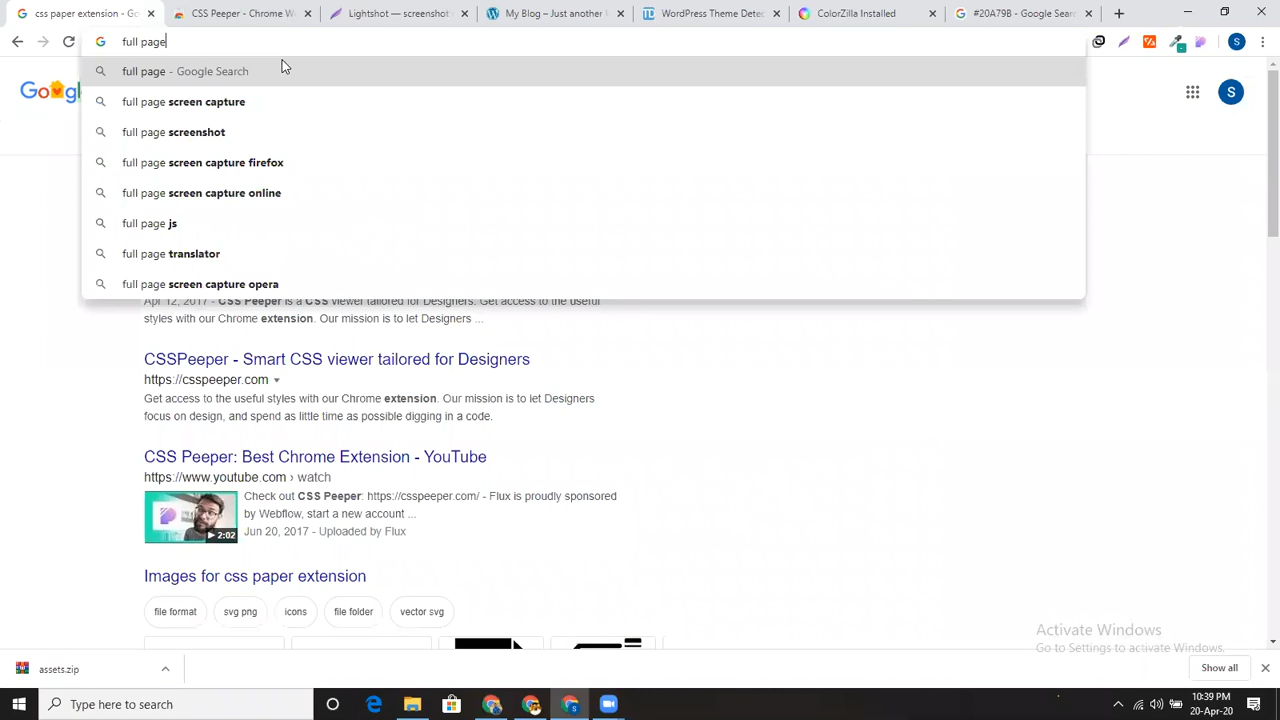 css paper extension - G
CSS Peeper - Chrome W
Lightshot — screenshot
My Blog – Just another
WordPress Theme Detec
ColorZilla Installed
#20A79B - Google Searc
full page
S
full page - Google Search
full page screen capture
full page screenshot
full page screen capture firefox
full page screen capture online
full page js
full page translator
full page screen capture opera
S
Apr 12, 2017 - CSS Peeper is a CSS viewer tailored for Designers. Get access to the useful
styles with our Chrome extension. Our mission is to let Designers ...
CSSPeeper - Smart CSS viewer tailored for Designers
https://csspeeper.com
Get access to the useful styles with our Chrome extension. Our mission is to let Designers
focus on design, and spend as little time as possible digging in a code.
CSS Peeper: Best Chrome Extension - YouTube
https://www.youtube.com › watch
Check out CSS Peeper: https://csspeeper.com/ - Flux is proudly sponsored
by Webflow, start a new account ...
2:02
Jun 20, 2017 - Uploaded by Flux
Images for css paper extension
file format
svg png
icons
file folder
vector svg
Activate Windows
Go to Settings to activate Windows.
assets.zip
Show all
Type here to search
10:39 PM
20-Apr-20